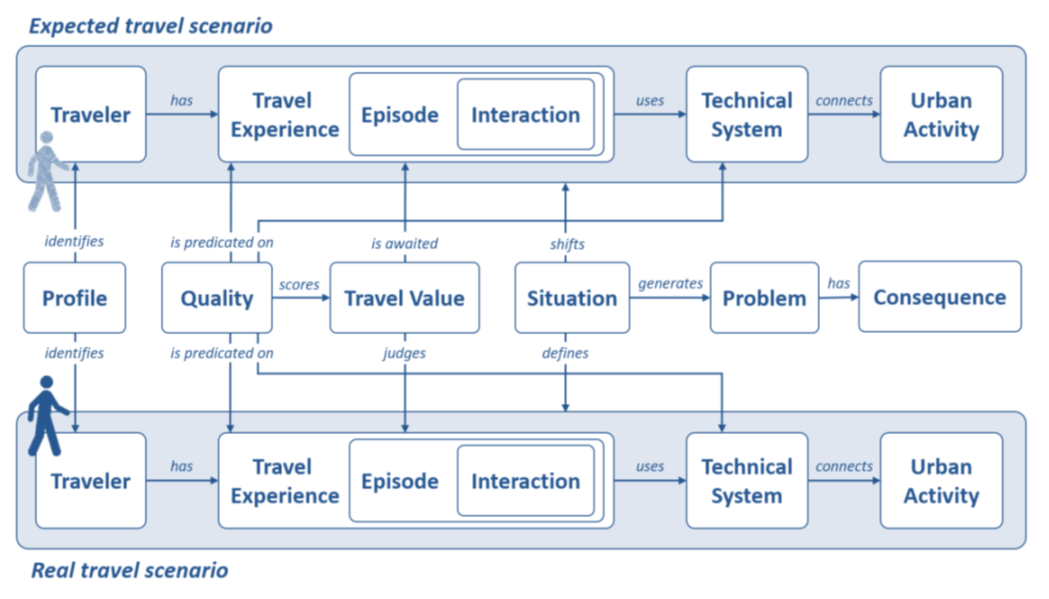 Expected travel scenario
Traveler
has
Travel
Experience
Episode
Interaction
uses
Technical
System
connects
Urban
Activity
identifies
is predicated on
is awaited
shifts
Profile
Quality
scores
Travel Value
Situation
generates
Problem
has
Consequence
identifies
is predicated on
judges
defines
Traveler
has
Travel
Experience
Episode
Interaction
uses
Technical
System
connects
Urban
Activity
Real travel scenario